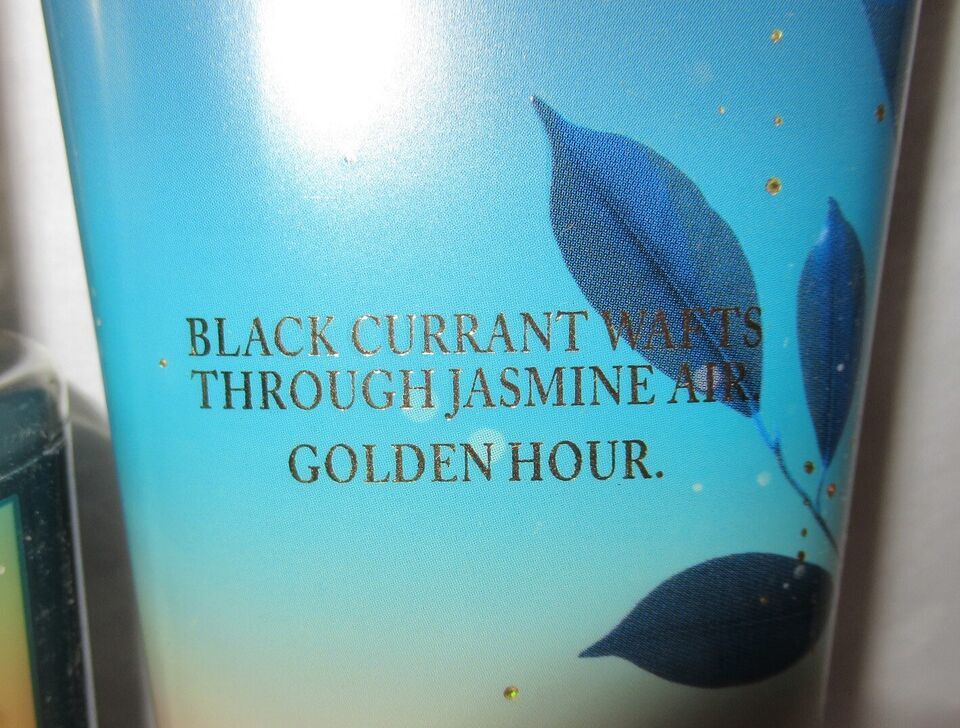 BLACK CURRANT WAFTS
THROUGH JASMINE AIR.
GOLDEN HOUR.